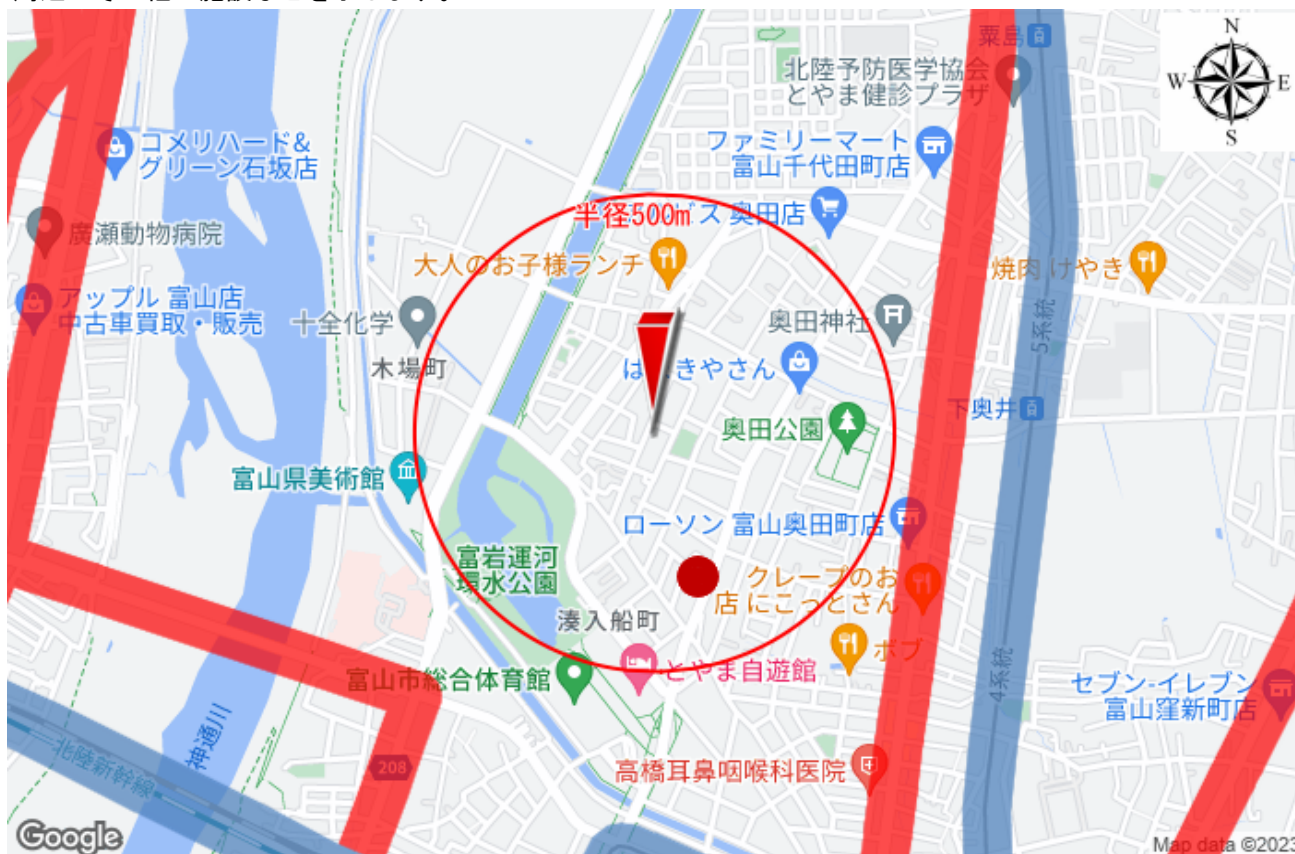 粟島
N
W
E
S
北陸予防医学協会
とやま健診プラザ
コメリハード&
グリーン石坂店
ファミリーマート
富山千代田町店
廣瀬動物病院
半径500m
ビス 奥田店
大人のお子様ランチ
焼肉 けやき
アップル 富山店
中古車買取・販売
十全化学
奥田神社
5系統
木場町
きやさん
下奥井
奥田公園
富山県美術館
ローソン 富山奥田町店
富岩運河
環水公園
クレープのお
店 にこっとさん
湊入船町
ボブ
とやま自遊館
富山市総合体育館
4系統
セブン-イレブン
富山窪新町店
神通川
北陸新幹線
208
高橋耳鼻咽喉科医院
Google
Map data ©2023